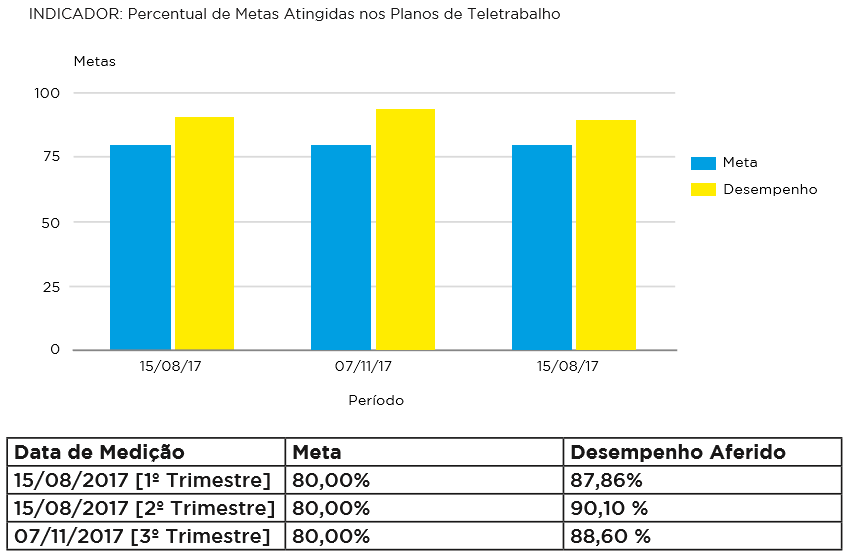 INDICADOR: Percentual de Metas Atingidas nos Planos de Teletrabalho
Metas
100
75
50
25
0
15/08/17 07/11/17 15/08/17
Período
Meta
Desempenho
Data de Medição Meta Desempenho Aferido
15/08/2017 [1º Trimestre] 80,00% 87,86%
15/08/2017 [2º Trimestre] 80,00% 90,10 %
07/11/2017 [3º Trimestre] 80,00% 88,60 %